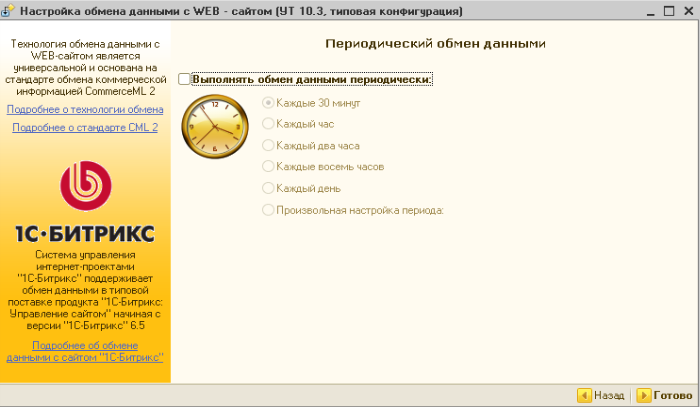 Настройка обмена данными с WEB - сайтом (УТ 10.3, типовая конфигурация)
Технология обмена данными с
WEB-сайтом является
универсальной и основана на
стандарте обмена коммерческой
информацией CommerceML 2
Подробнее о технологии обмена
Подробнее о стандарте CML 2
1С·БИТРИКС
Система управления
интернет-проектами
"1С-Битрикс" поддерживает
обмен данными в типовой
поставке продукта "1С-Битрикс:
Управление сайтом" начиная с
версии "1С-Битрикс" 6.5
Подробнее об обмене
данными с сайтом "1С-Битрикс"
Периодический обмен данными
Выполнять обмен данными периодически:
12
3
6
9
Каждые 30 минут
Каждый час
Каждый два часа
Каждые восемь часов
Каждый день
Произвольная настройка периода:
Назад
Готово